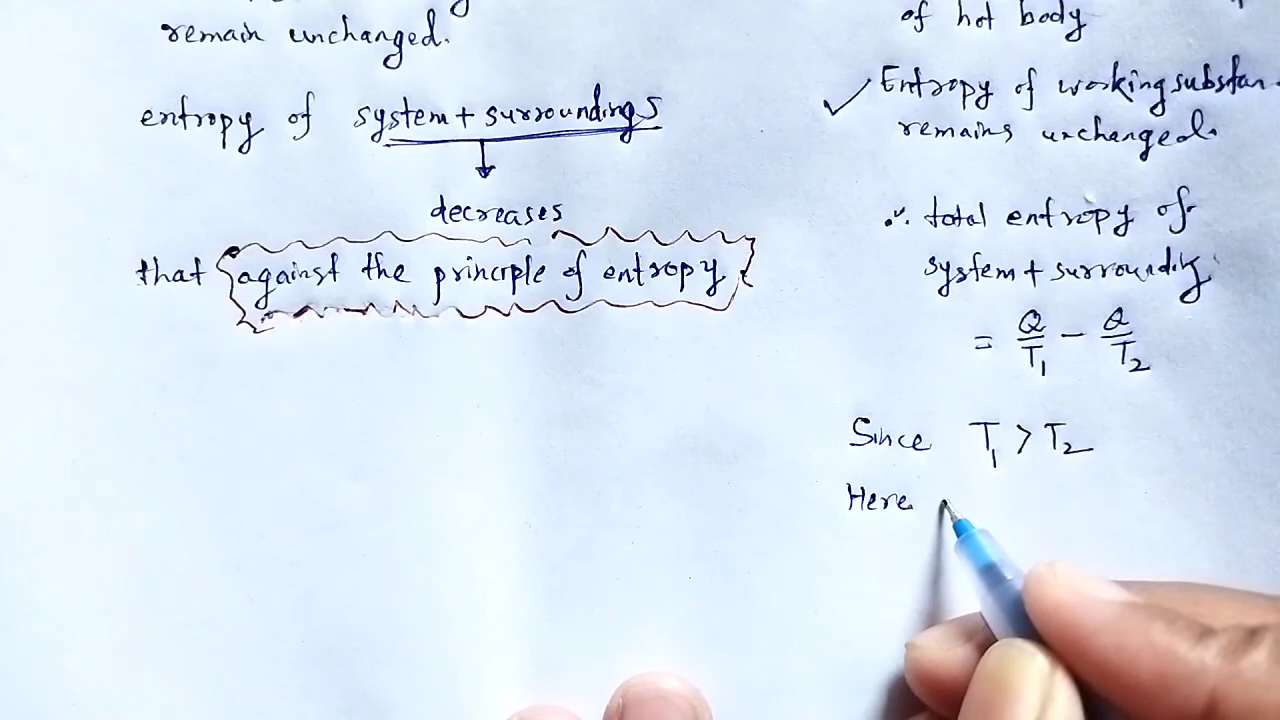 remain unchanged.
entropy of system + surroundings
decreases
that against the principle of entropy
of hot body
✓ Entropy of working substan
remains unchanged.
∴ total entropy of
system + surrounding
= Q/T₁ - Q/T₂
Since T₁ > T₂
Here